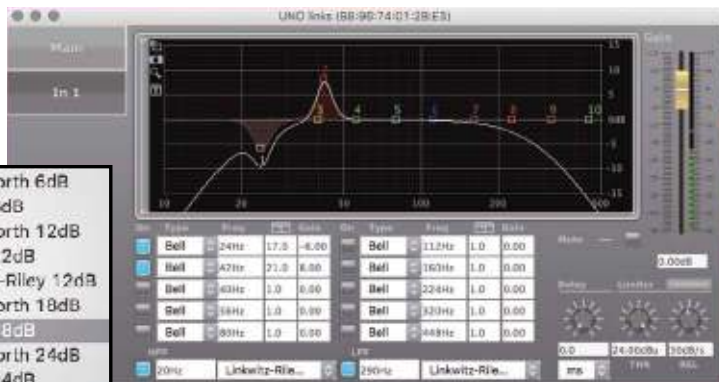 UNO links (B8:90:74:01:29:E3)
Main
Gain
In 1
15
10
5
0dB
-5
-10
-15
1 2 3 4 5 6 7 8 9 10
10 20 50 100 200 500
On Type Freq Gain On Type Freq Gain
Bell 24Hz 17.0 -6.00 Bell 112Hz 1.0 0.00
Bell 42Hz 21.0 8.00 Bell 160Hz 1.0 0.00
Bell 40Hz 1.0 0.00 Bell 224Hz 1.0 0.00
Bell 56Hz 1.0 0.00 Bell 320Hz 1.0 0.00
Bell 80Hz 1.0 0.00 Bell 448Hz 1.0 0.00
HPF LPF
20Hz Linkwitz-Rile... 290Hz Linkwitz-Rile...
Mute
0.00dB
Delay Limiter
0.0 24.00dBu 30dB/s
ms THR REL
orth 6dB
dB
orth 12dB
2dB
-Riley 12dB
orth 18dB
8dB
orth 24dB
4dB